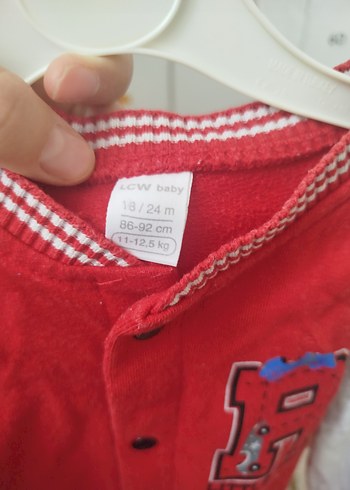 LCW baby
18 / 24 m
86-92 cm
11-12,5 kg